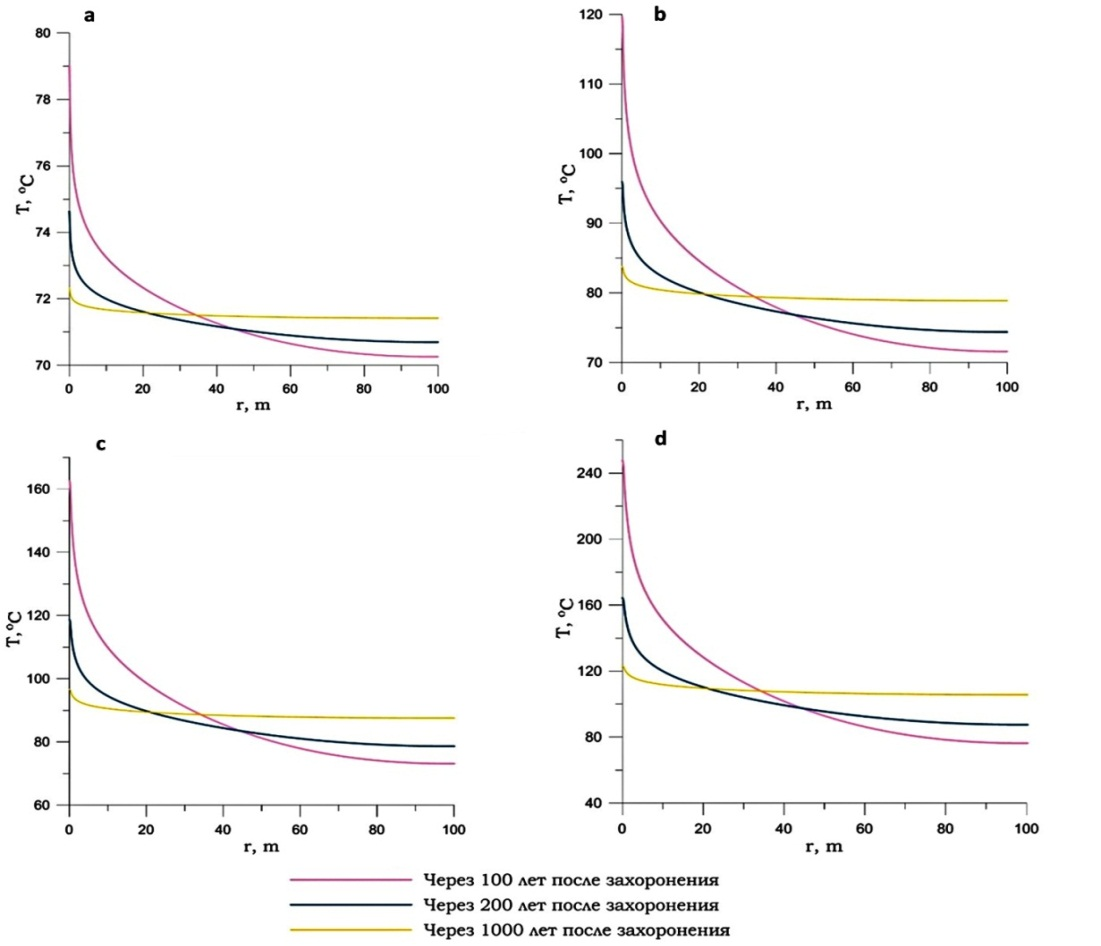 a
80
78
76
74
72
70
T, °C
0 20 40 60 80 100
r, m
b
120
110
100
90
80
70
T, °C
0 20 40 60 80 100
r, m
c
160
140
120
100
80
60
T,°C
0 20 40 60 80 100
r, m
d
240
200
160
120
80
40
T, °C
0 20 40 60 80 100
r, m
Через 100 лет после захоронения
Через 200 лет после захоронения
Через 1000 лет после захоронения